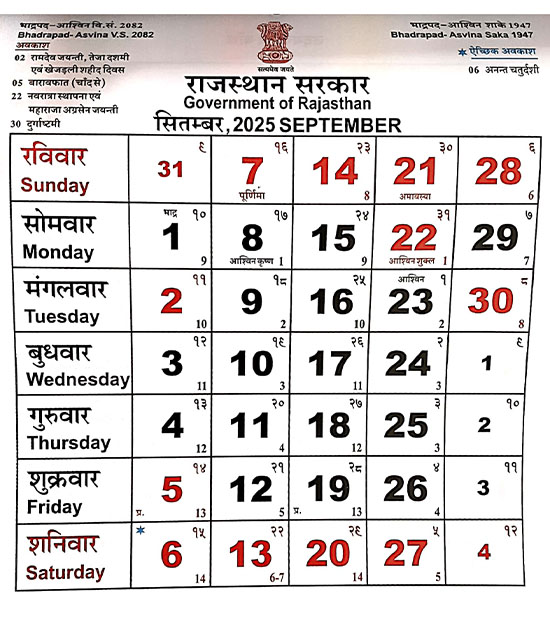 भाद्रपद-आश्विन वि.सं. 2082
Bhadrapad- Asvina V.S. 2082
अवकाश
02 रामदेव जयन्ती, तेजा दशमी
एवं खेजड़ली शहीद दिवस
05 बारावफात (चाँद से)
22 नवरात्रा स्थापना एवं
महाराजा अग्रसेन जयन्ती
30 दुर्गाष्टमी
सत्यमेव जयते
भाद्रपद-आश्विन शाके 1947
Bhadrapad- Asvina Saka 1947
* ऐच्छिक अवकाश
06 अनन्त चतुर्दशी
राजस्थान सरकार
Government of Rajasthan
सितम्बर, 2025 SEPTEMBER
रविवार Sunday
31 ९
7 १६ पूर्णिमा
14 २३ 8
21 ३० अमावस्या
28 ६ 6
सोमवार Monday
भाद्र १० 1 9
8 १७ आश्विन कृष्ण 1
15 २४ 9
22 ३१ आश्विन शुक्ल 1
29 ७ 7
मंगलवार Tuesday
2 ११ 10
9 १८ 2
16 २५ 10
आश्विन १ 23 2
30 ८ 8
बुधवार Wednesday
3 १२ 11
10 १९ 3
17 २६ 11
24 २ 3
1 ९
गुरुवार Thursday
4 १३ 12
11 २० 4
18 २७ 12
25 ३ 3
2 १०
शुक्रवार Friday
5 १४ प्र. 13
12 २१ 5
19 २८ प्र. 13
26 ४ 4
3 ११
शनिवार Saturday
* 6 १५ 14
13 २२ 6-7
20 २९ 14
27 ५ 5
4 १२